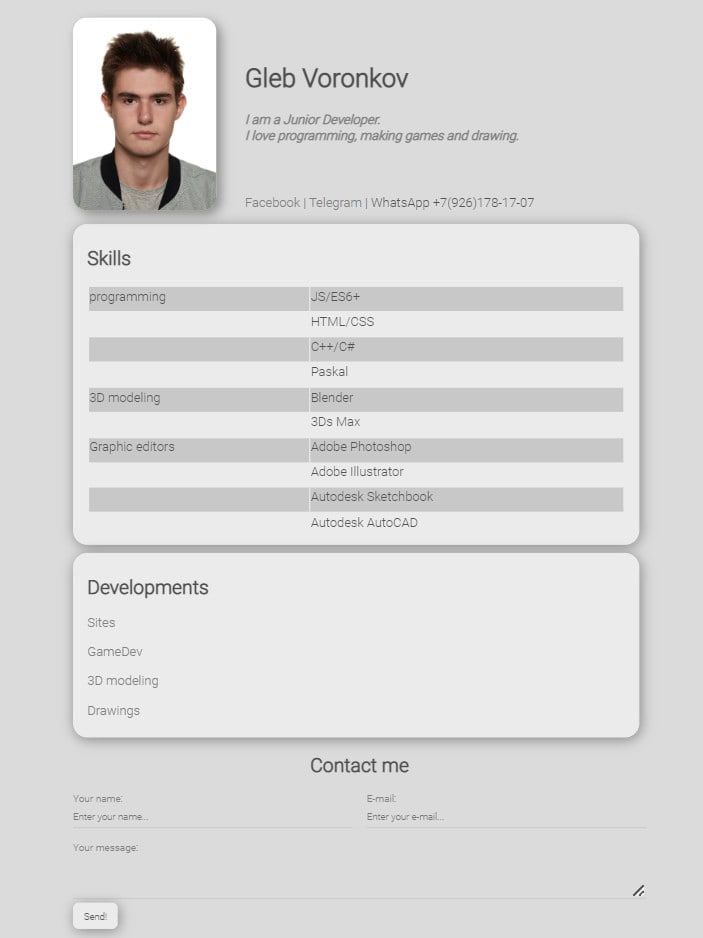 Gleb Voronkov
I am a Junior Developer.
I love programming, making games and drawing.
Facebook | Telegram | WhatsApp +7(926)178-17-07
Skills
programming JS/ES6+
HTML/CSS
C++/C#
Paskal
3D modeling Blender
3Ds Max
Graphic editors Adobe Photoshop
Adobe Illustrator
Autodesk Sketchbook
Autodesk AutoCAD
Developments
Sites
GameDev
3D modeling
Drawings
Contact me
Your name: E-mail:
Enter your name... Enter your e-mail...
Your message:
Send!